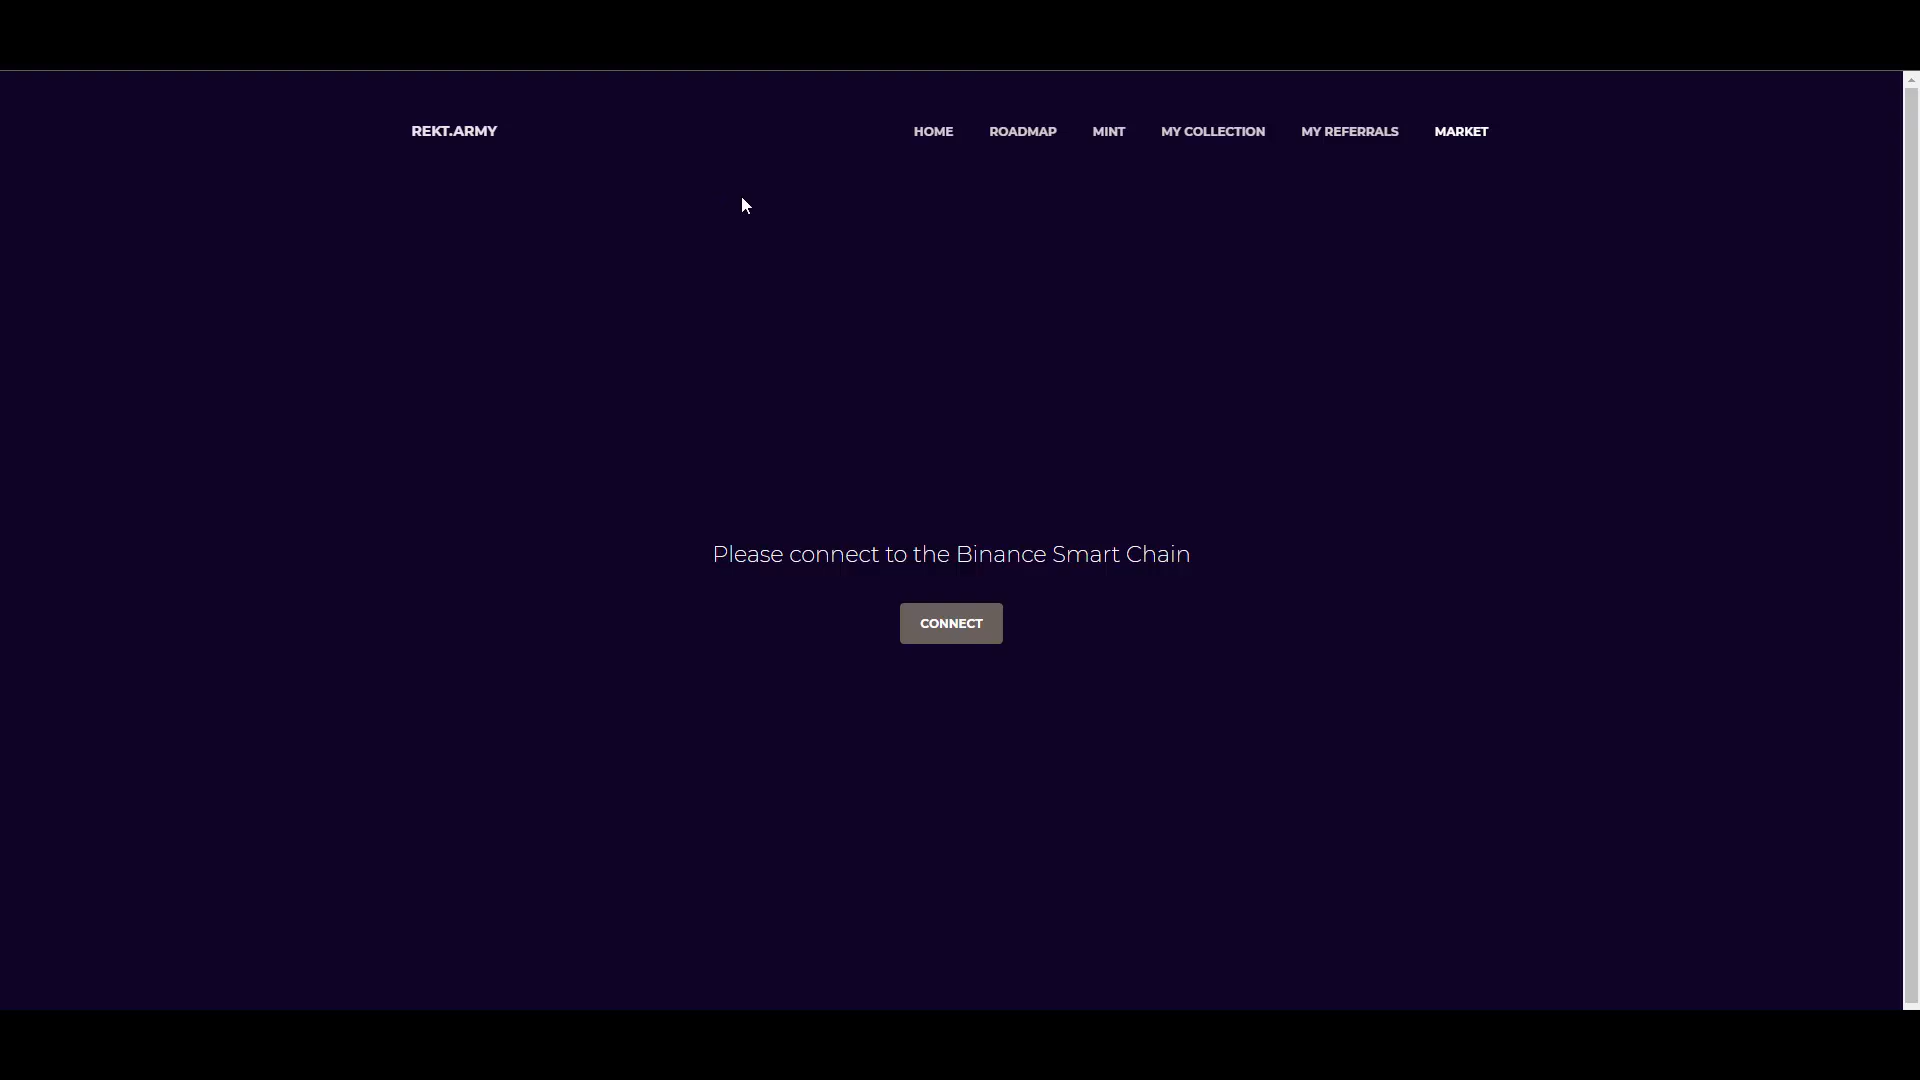 REKT.ARMY HOME ROADMAP MINT MY COLLECTION MY REFERRALS MARKET
Please connect to the Binance Smart Chain
CONNECT